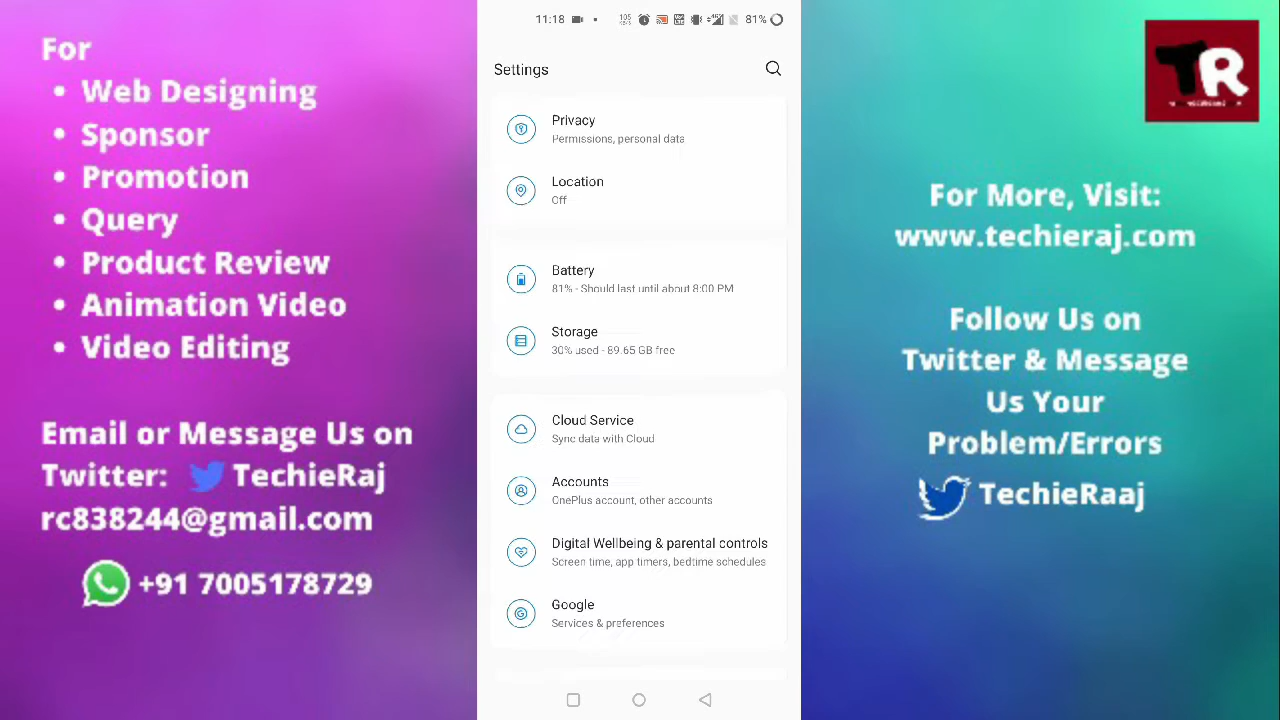 For
• Web Designing
• Sponsor
• Promotion
• Query
• Product Review
• Animation Video
• Video Editing
Email or Message Us on
Twitter: TechieRaj
rc838244@gmail.com
+91 7005178729
11:18
81%
Settings
Privacy
Permissions, personal data
Location
Off
Battery
81% - Should last until about 8:00 PM
Storage
30% used - 89.65 GB free
Cloud Service
Sync data with Cloud
Accounts
OnePlus account, other accounts
Digital Wellbeing & parental controls
Screen time, app timers, bedtime schedules
Google
Services & preferences
TR
For More, Visit:
www.techieraj.com
Follow Us on
Twitter & Message
Us Your
Problem/Errors
TechieRaaj